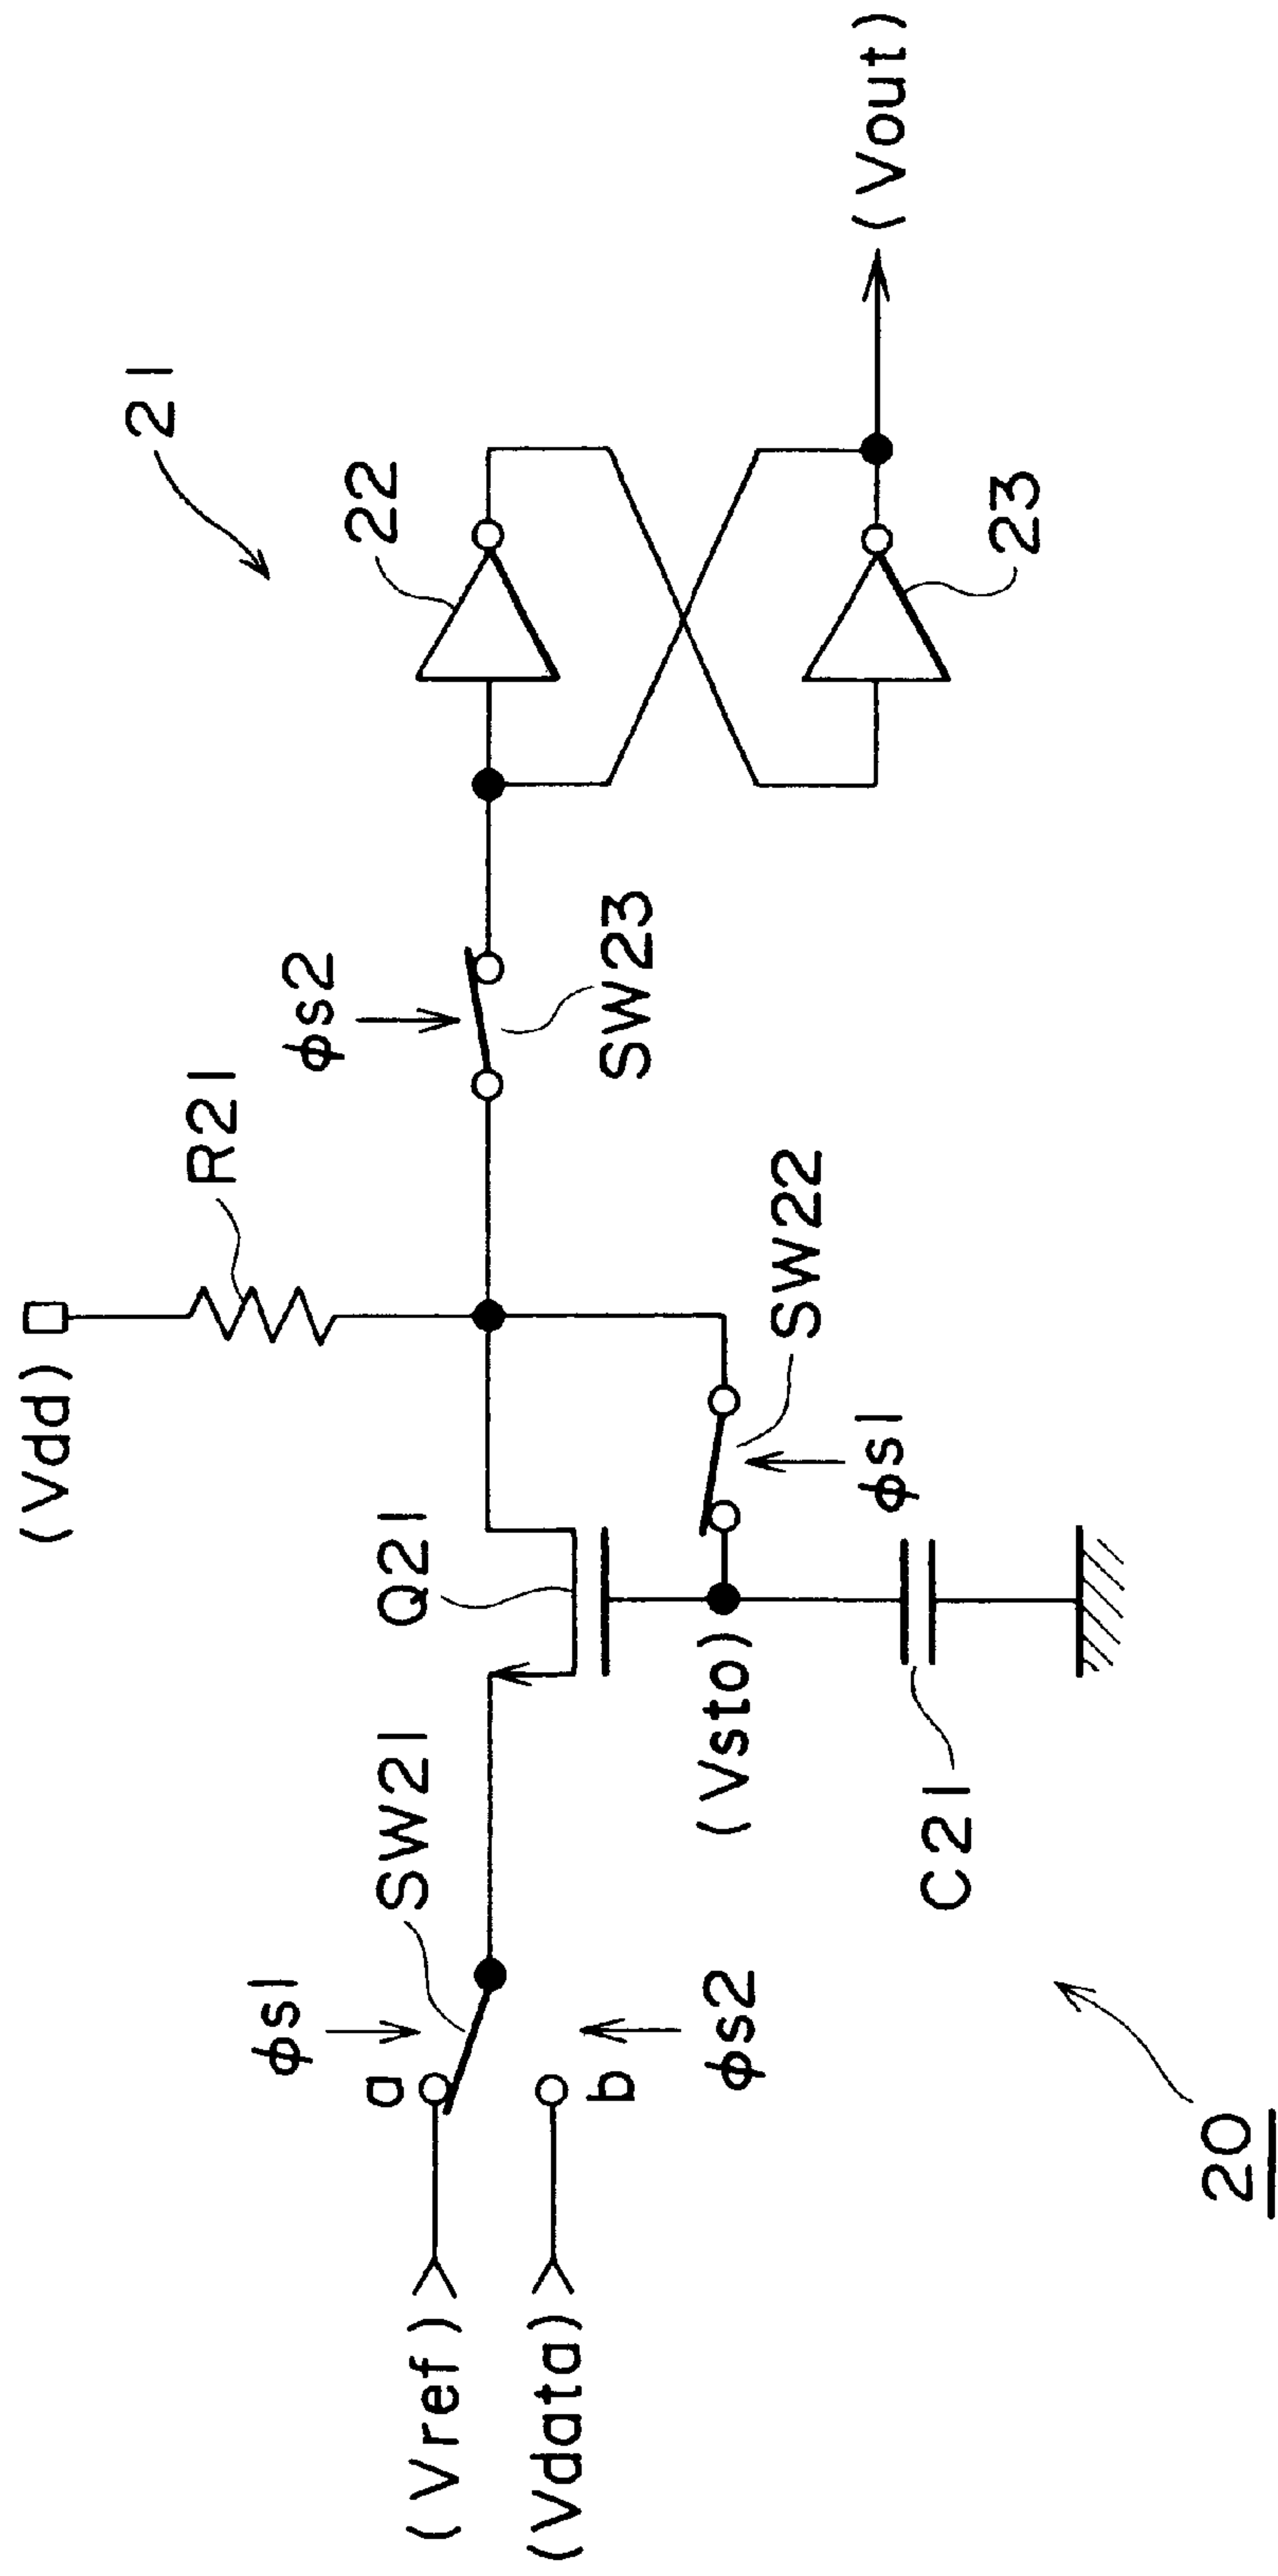 (Vdd)
R21
φs2
21
22
Q21
SW21
φs1
a
(Vref)
(Vdata)
b
φs2
(Vsto)
SW22
φs1
SW23
23
(Vout)
C21
20